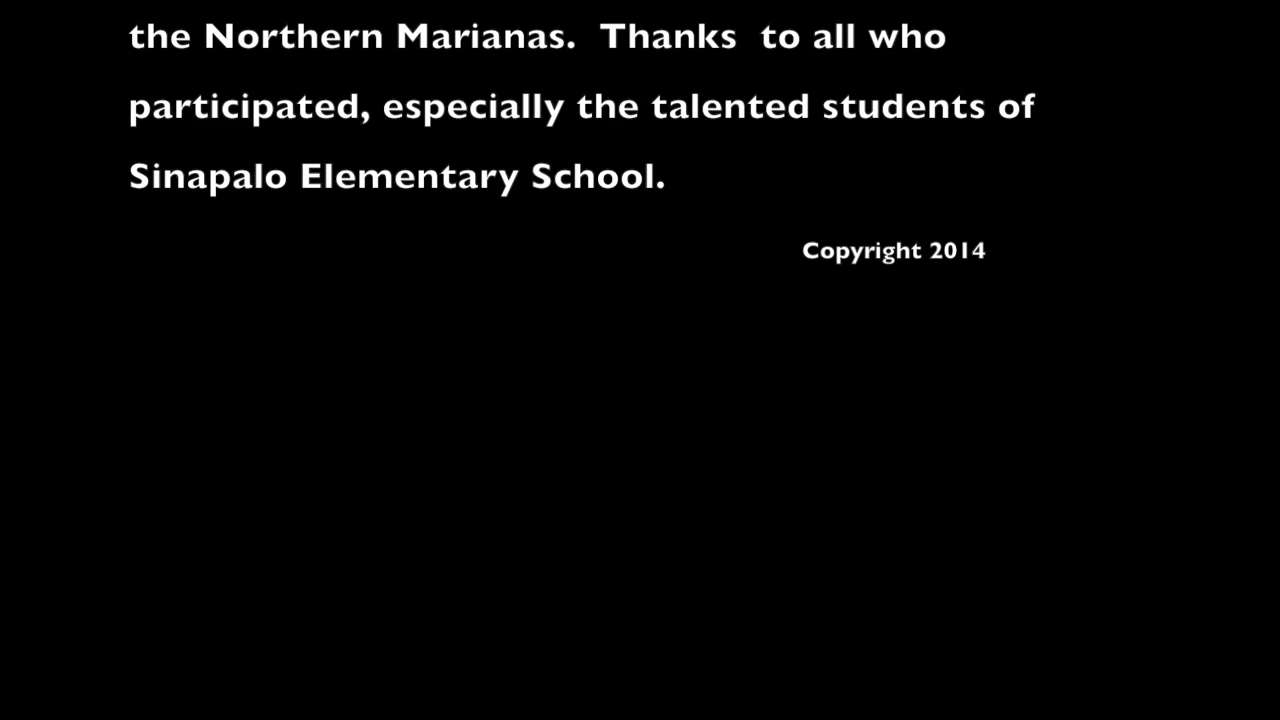 the Northern Marianas.  Thanks  to all who
participated, especially the talented students of
Sinapalo Elementary School.
Copyright 2014